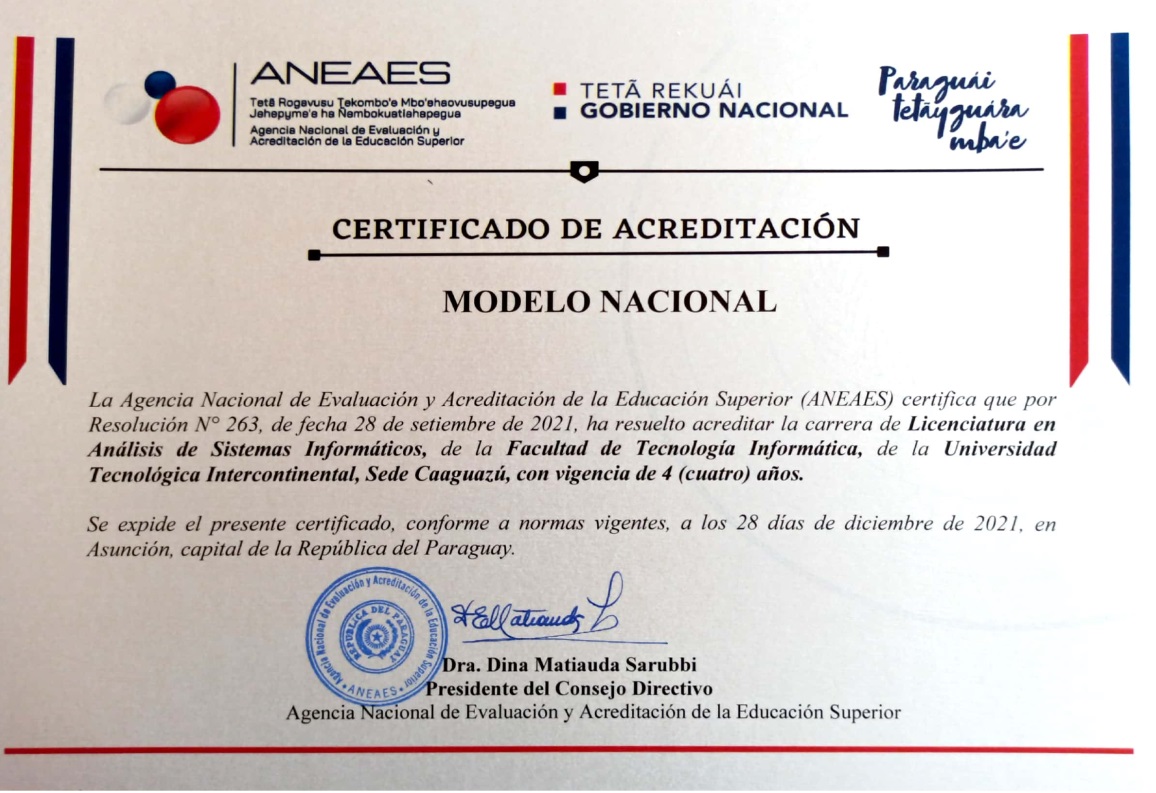 ANEAES
Tetã Rogavusu Tekombo'e Mbo'ehaovusupegua
Jehepyme'ẽ ha Ñembokuatiahapegua
Agencia Nacional de Evaluación y
Acreditación de la Educación Superior
TETÃ REKUÁI
GOBIERNO NACIONAL
Paraguái
tetãyguára
mba'e
CERTIFICADO DE ACREDITACIÓN
MODELO NACIONAL
La Agencia Nacional de Evaluación y Acreditación de la Educación Superior (ANEAES) certifica que por
Resolución N° 263, de fecha 28 de setiembre de 2021, ha resuelto acreditar la carrera de Licenciatura en
Análisis de Sistemas Informáticos, de la Facultad de Tecnología Informática, de la Universidad
Tecnológica Intercontinental, Sede Caaguazú, con vigencia de 4 (cuatro) años.
Se expide el presente certificado, conforme a normas vigentes, a los 28 días de diciembre de 2021, en
Asunción, capital de la República del Paraguay.
Agencia Nacional de Evaluación y Acreditación de la Educación Superior
REPUBLICA DEL PARAGUAY
ANEAES
Dra. Dina Matiauda Sarubbi
Presidente del Consejo Directivo
Agencia Nacional de Evaluación y Acreditación de la Educación Superior